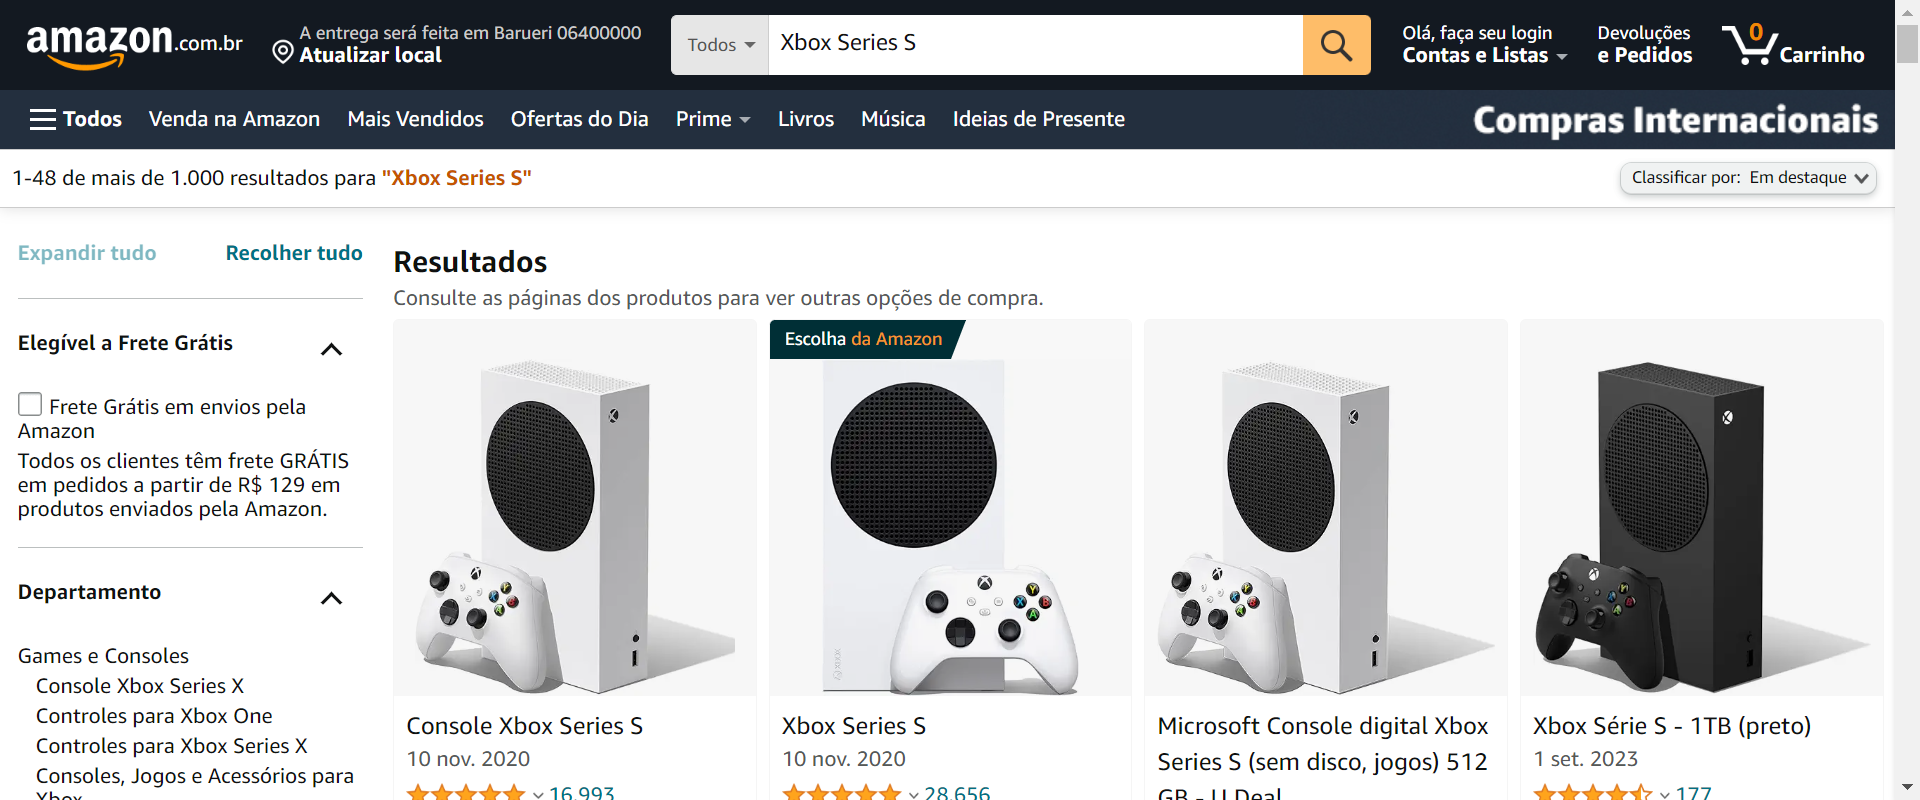 amazon.com.br
A entrega será feita em Barueri 06400000
Atualizar local
Todos
Xbox Series S
Olá, faça seu login
Contas e Listas
Devoluções
e Pedidos
0
Carrinho
Todos
Venda na Amazon
Mais Vendidos
Ofertas do Dia
Prime
Livros
Música
Ideias de Presente
Compras Internacionais
1-48 de mais de 1.000 resultados para "Xbox Series S"
Classificar por: Em destaque
Expandir tudo
Recolher tudo
Elegível a Frete Grátis
Frete Grátis em envios pela
Amazon
Todos os clientes têm frete GRÁTIS
em pedidos a partir de R$ 129 em
produtos enviados pela Amazon.
Departamento
Games e Consoles
Console Xbox Series X
Controles para Xbox One
Controles para Xbox Series X
Consoles, Jogos e Acessórios para
Xbox
Resultados
Consulte as páginas dos produtos para ver outras opções de compra.
Console Xbox Series S
10 nov. 2020
16.993
Escolha da Amazon
Xbox Series S
10 nov. 2020
28.656
Microsoft Console digital Xbox
Series S (sem disco, jogos) 512
GB - U Deal
Xbox Série S - 1TB (preto)
1 set. 2023
177